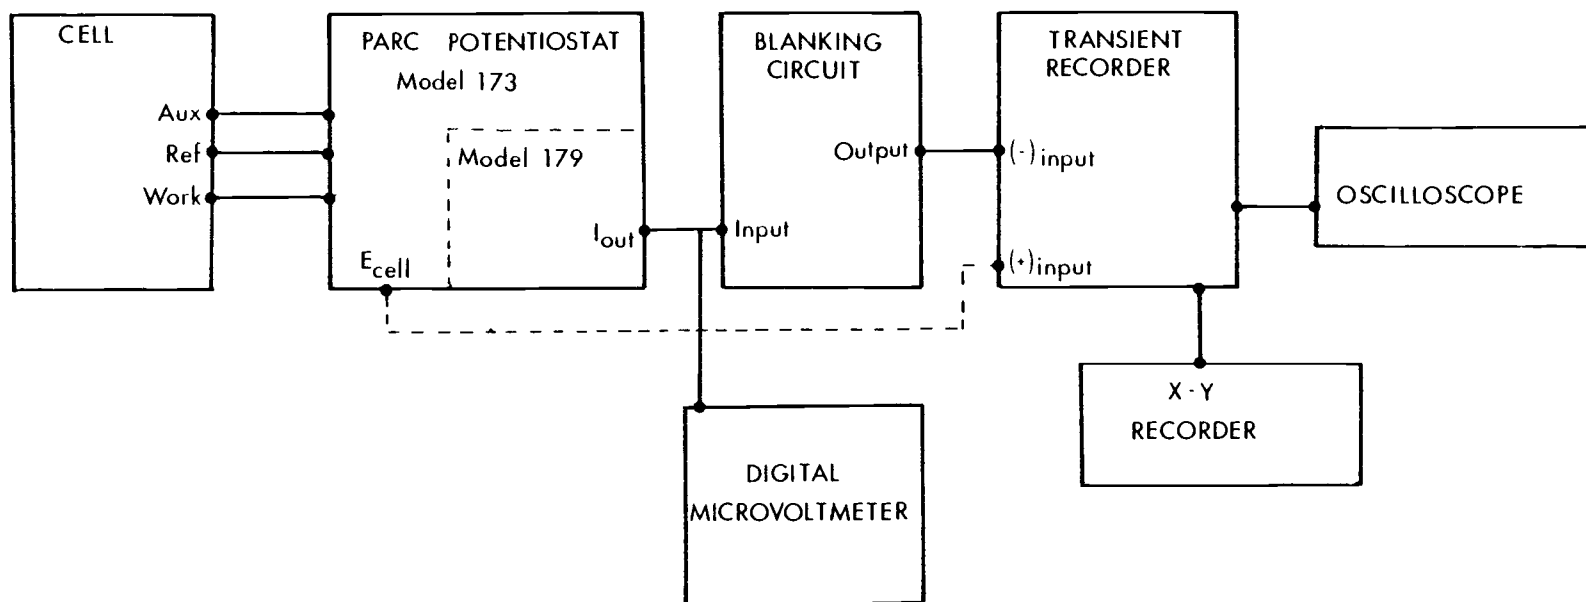 CELL
Aux
Ref
Work
PARC POTENTIOSTAT
Model 173
Model 179
I_out
E_cell
BLANKING
CIRCUIT
Output
Input
TRANSIENT
RECORDER
(-)input
(+)input
OSCILLOSCOPE
X-Y
RECORDER
DIGITAL
MICROVOLTMETER